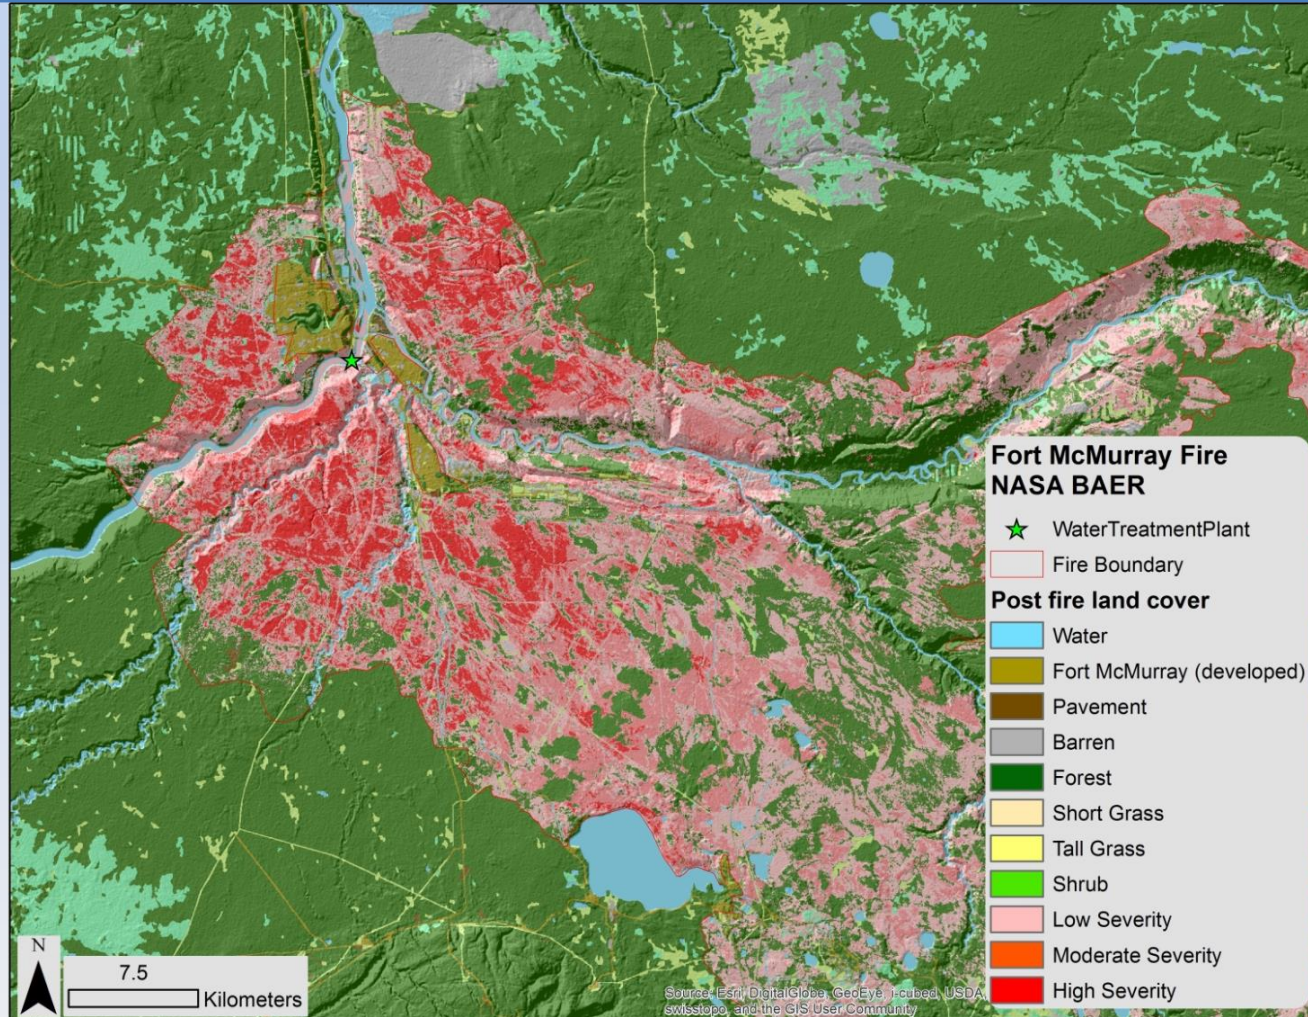 Fort McMurray Fire
NASA BAER
WaterTreatmentPlant
Fire Boundary
Post fire land cover
Water
Fort McMurray (developed)
Pavement
Barren
Forest
Short Grass
Tall Grass
Shrub
Low Severity
Moderate Severity
High Severity
N
7.5
Kilometers
Source: Esri, DigitalGlobe, GeoEye, i-cubed, USDA,
swisstopo, and the GIS User Community